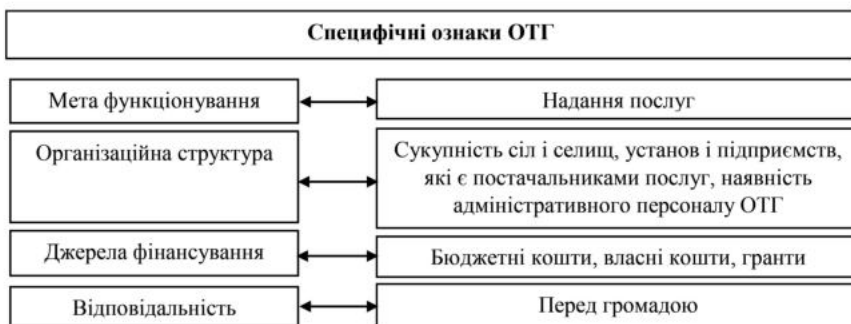 Специфічні ознаки ОТГ
Мета функціонування
Надання послуг
Організаційна структура
Сукупність сіл і селищ, установ і підприємств,
які є постачальниками послуг, наявність
адміністративного персоналу ОТГ
Джерела фінансування
Бюджетні кошти, власні кошти, гранти
Відповідальність
Перед громадою